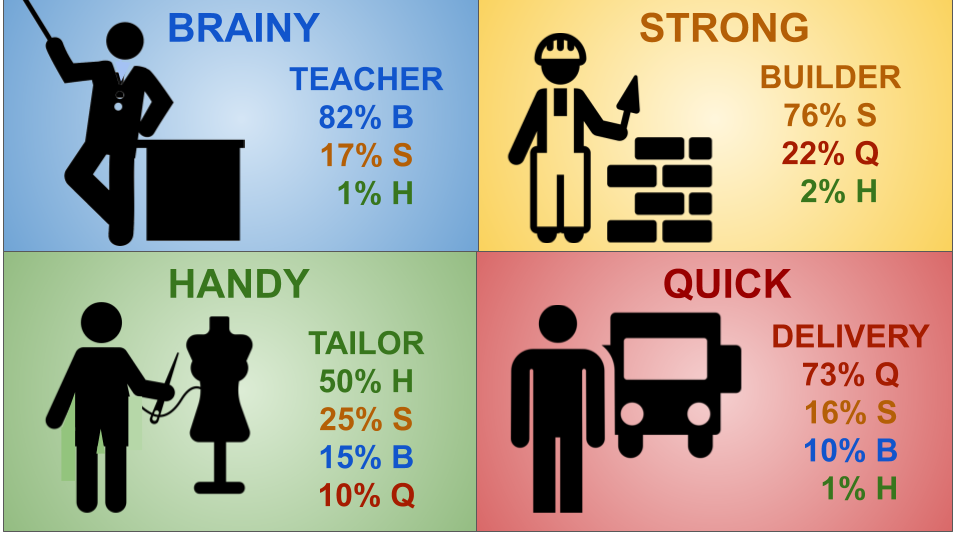 BRAINY
TEACHER
82% B
17% S
1% H
STRONG
BUILDER
76% S
22% Q
2% H
HANDY
TAILOR
50% H
25% S
15% B
10% Q
QUICK
DELIVERY
73% Q
16% S
10% B
1% H